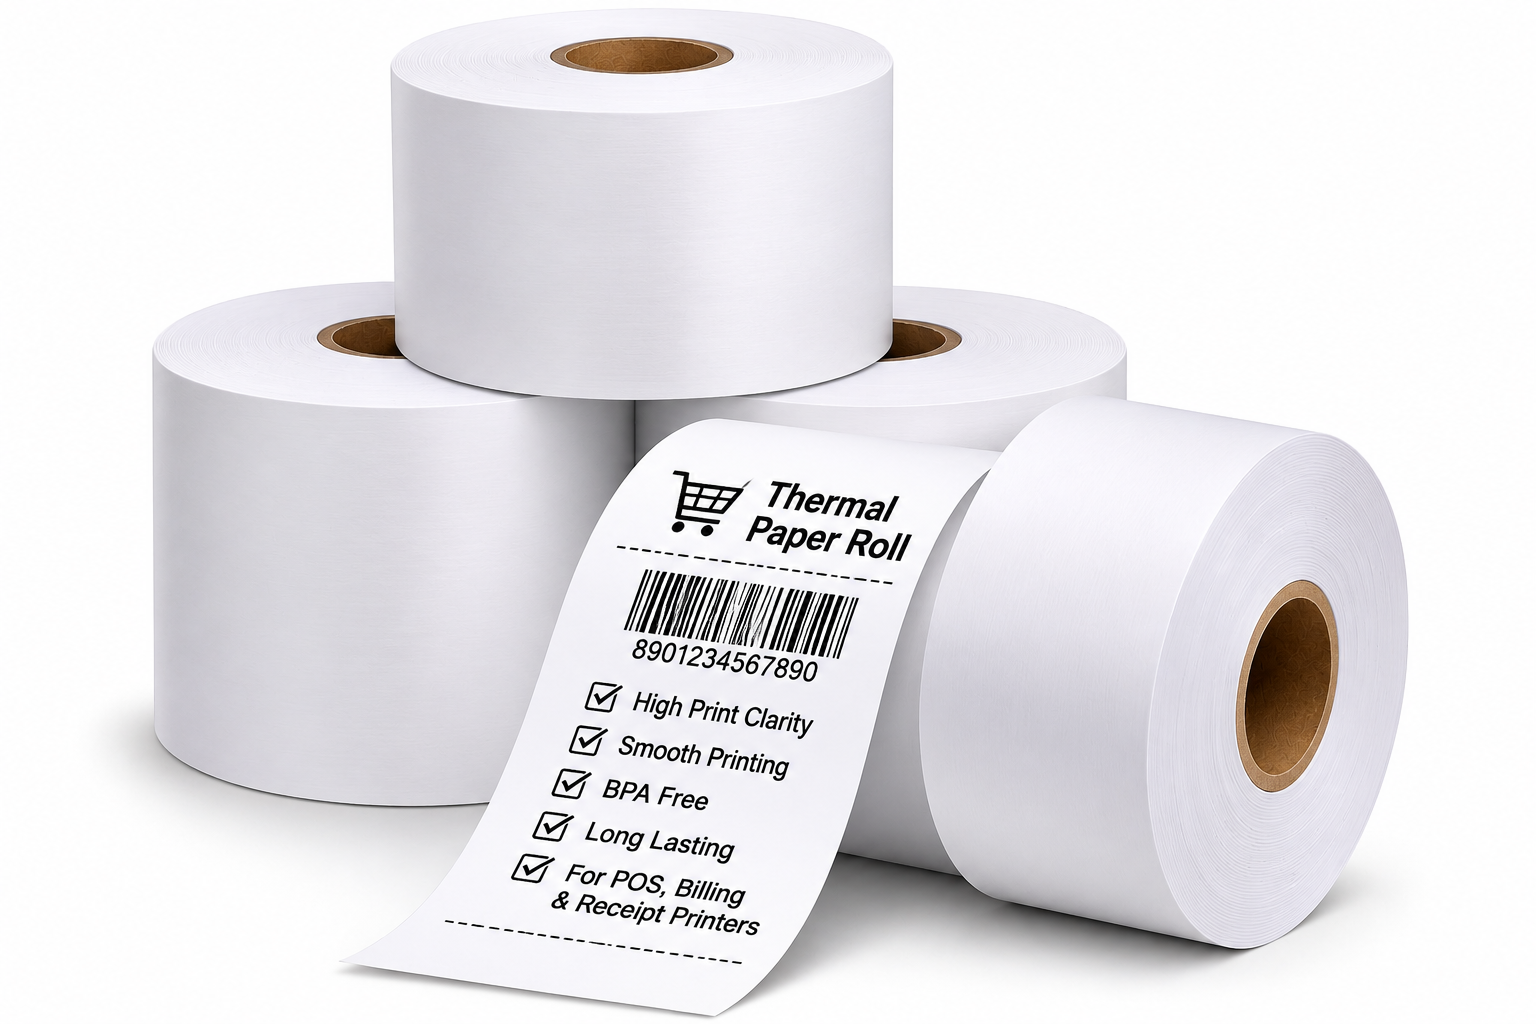 Thermal
Paper Roll
8901234567890
High Print Clarity
Smooth Printing
BPA Free
Long Lasting
For POS, Billing
& Receipt Printers